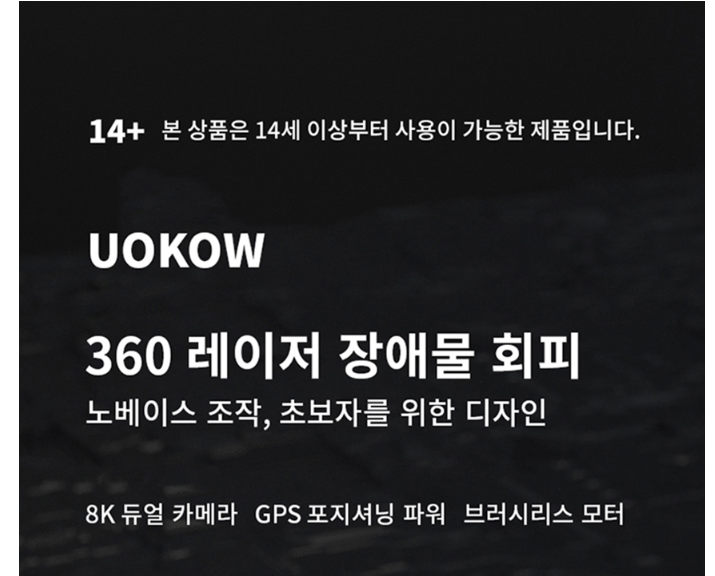 14+ 본 상품은 14세 이상부터 사용이 가능한 제품입니다.
UOKOW
360 레이저 장애물 회피
노베이스 조작, 초보자를 위한 디자인
8K 듀얼 카메라 GPS 포지셔닝 파워 브러시리스 모터